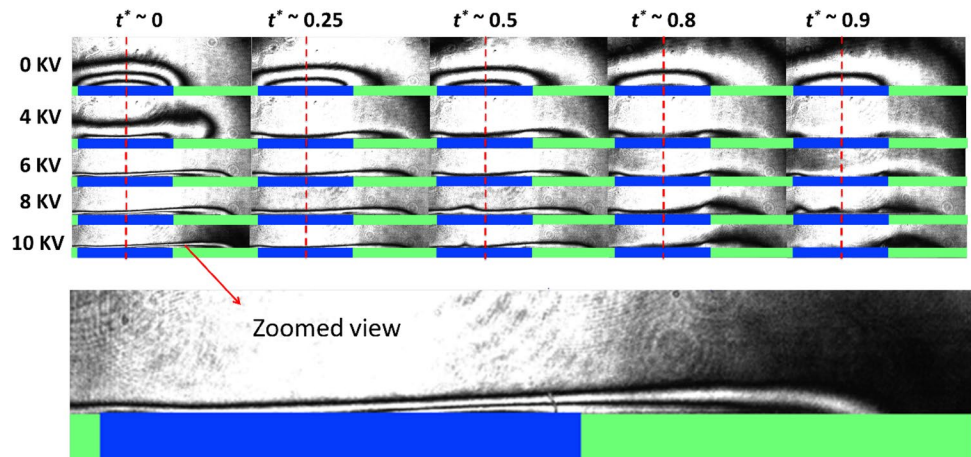 t* ~ 0 t* ~ 0.25 t* ~ 0.5 t* ~ 0.8 t* ~ 0.9
0 KV
4 KV
6 KV
8 KV
10 KV
Zoomed view